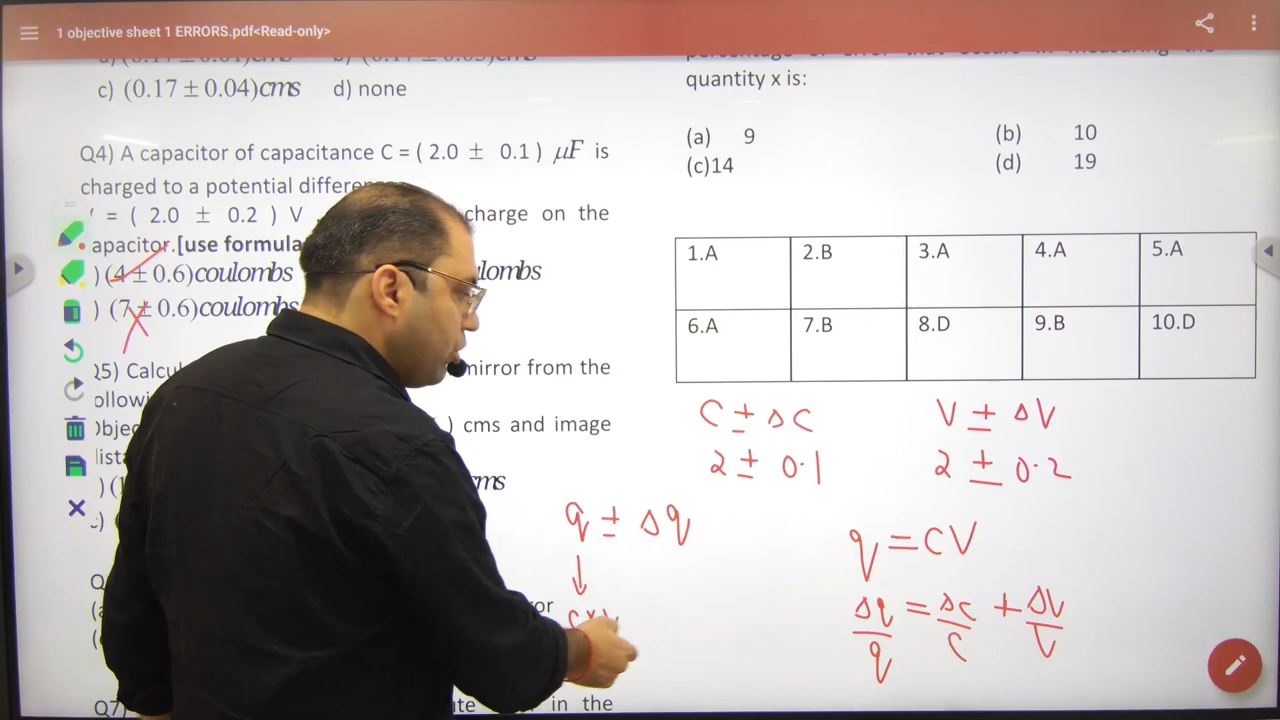 1 objective sheet 1 ERRORS.pdf<Read-only>
c) (0.17 ± 0.04)cms d) none
Q4) A capacitor of capacitance C = ( 2.0 ± 0.1 ) μF is
charged to a potential
= ( 2.0 ± 0.2 ) V charge on the
apacitor.[use formula
) (4 ± 0.6)coulombs
) (7 ± 0.6)coulombs
mirror from the
cms and image
cms
in the
quantity x is:
(a) 9 (b) 10
(c)14 (d) 19
1.A 2.B 3.A 4.A 5.A
6.A 7.B 8.D 9.B 10.D
C ± ΔC V ± ΔV
2 ± 0.1 2 ± 0.2
q ± Δq
q = CV
Δq/q = ΔC/C + ΔV/V